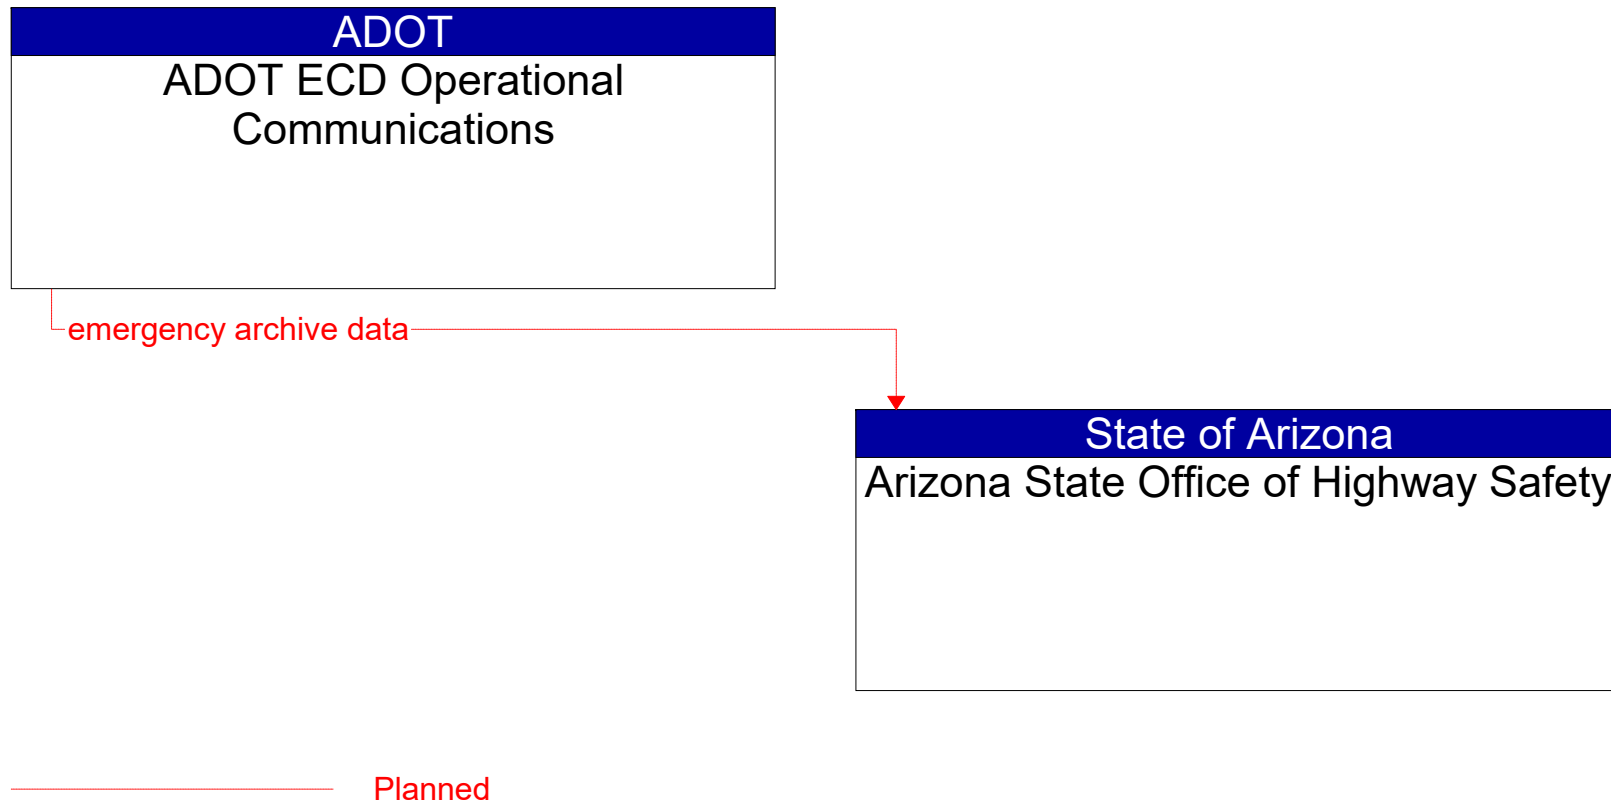 ADOT
ADOT ECD Operational
Communications
emergency archive data
State of Arizona
Arizona State Office of Highway Safety
Planned